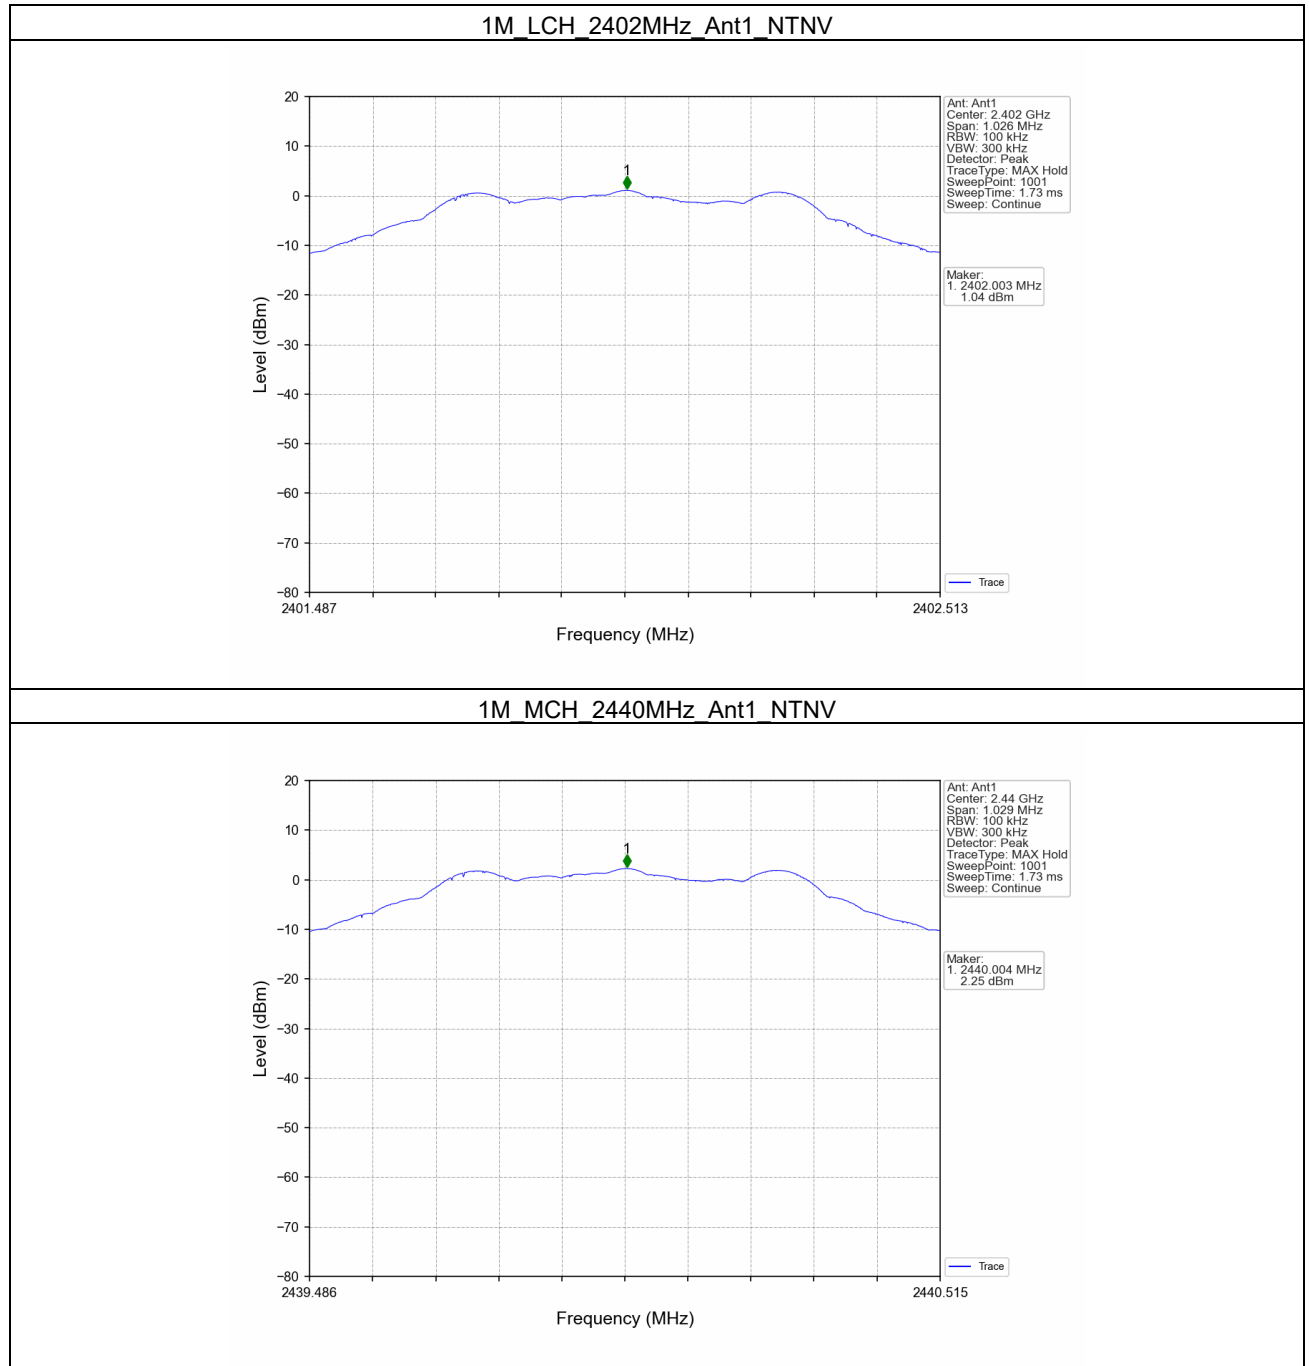 1M_LCH_2402MHz_Ant1_NTNV
20
10
0
−10
−20
−30
−40
−50
−60
−70
−80
Level (dBm)
1
2401.487
2402.513
Frequency (MHz)
Ant: Ant1
Center: 2.402 GHz
Span: 1.026 MHz
RBW: 100 kHz
VBW: 300 kHz
Detector: Peak
TraceType: MAX Hold
SweepPoint: 1001
SweepTime: 1.73 ms
Sweep: Continue
Maker:
1. 2402.003 MHz
1.04 dBm
Trace
1M_MCH_2440MHz_Ant1_NTNV
20
10
0
−10
−20
−30
−40
−50
−60
−70
−80
Level (dBm)
1
2439.486
2440.515
Frequency (MHz)
Ant: Ant1
Center: 2.44 GHz
Span: 1.029 MHz
RBW: 100 kHz
VBW: 300 kHz
Detector: Peak
TraceType: MAX Hold
SweepPoint: 1001
SweepTime: 1.73 ms
Sweep: Continue
Maker:
1. 2440.004 MHz
2.25 dBm
Trace